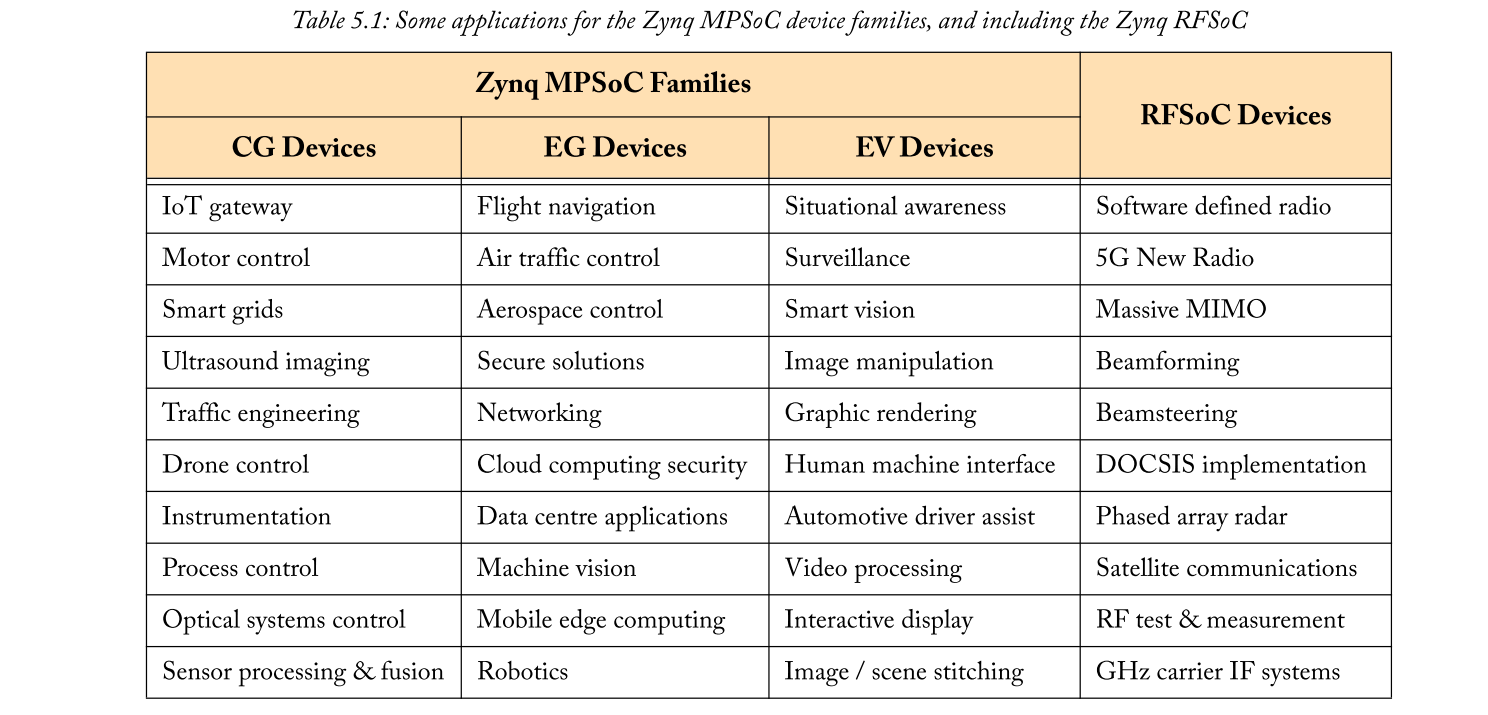 Table 5.1: Some applications for the Zynq MPSoC device families, and including the Zynq RFSoC
Zynq MPSoC Families
RFSoC Devices
CG Devices EG Devices EV Devices
IoT gateway Flight navigation Situational awareness Software defined radio
Motor control Air traffic control Surveillance 5G New Radio
Smart grids Aerospace control Smart vision Massive MIMO
Ultrasound imaging Secure solutions Image manipulation Beamforming
Traffic engineering Networking Graphic rendering Beamsteering
Drone control Cloud computing security Human machine interface DOCSIS implementation
Instrumentation Data centre applications Automotive driver assist Phased array radar
Process control Machine vision Video processing Satellite communications
Optical systems control Mobile edge computing Interactive display RF test & measurement
Sensor processing & fusion Robotics Image / scene stitching GHz carrier IF systems